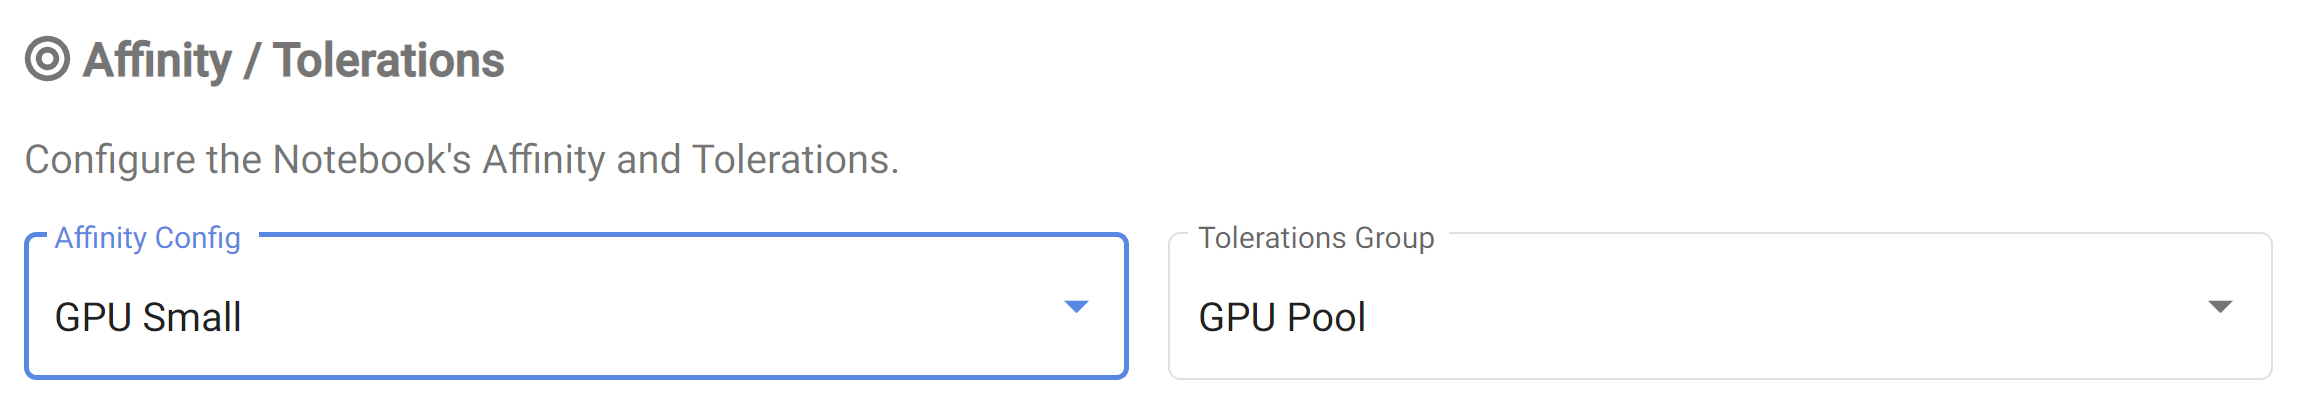 Affinity / Tolerations
Configure the Notebook's Affinity and Tolerations.
Affinity Config
GPU Small
Tolerations Group
GPU Pool